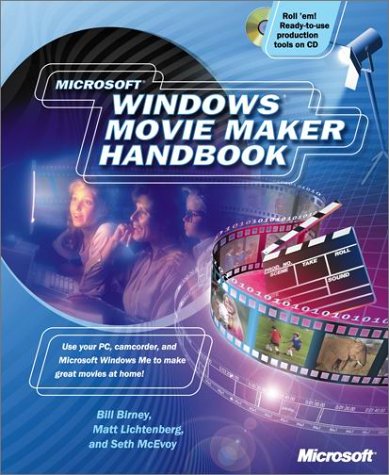 Roll 'em!
Ready-to-use
production
tools on CD
MICROSOFT®
WINDOWS®
MOVIE MAKER
HANDBOOK
PROD. NO.
SCENE
TAKE
ROLL
SOUND
Use your PC, camcorder, and
Microsoft Windows Me to make
great movies at home!
Bill Birney,
Matt Lichtenberg,
and Seth McEvoy
Microsoft®